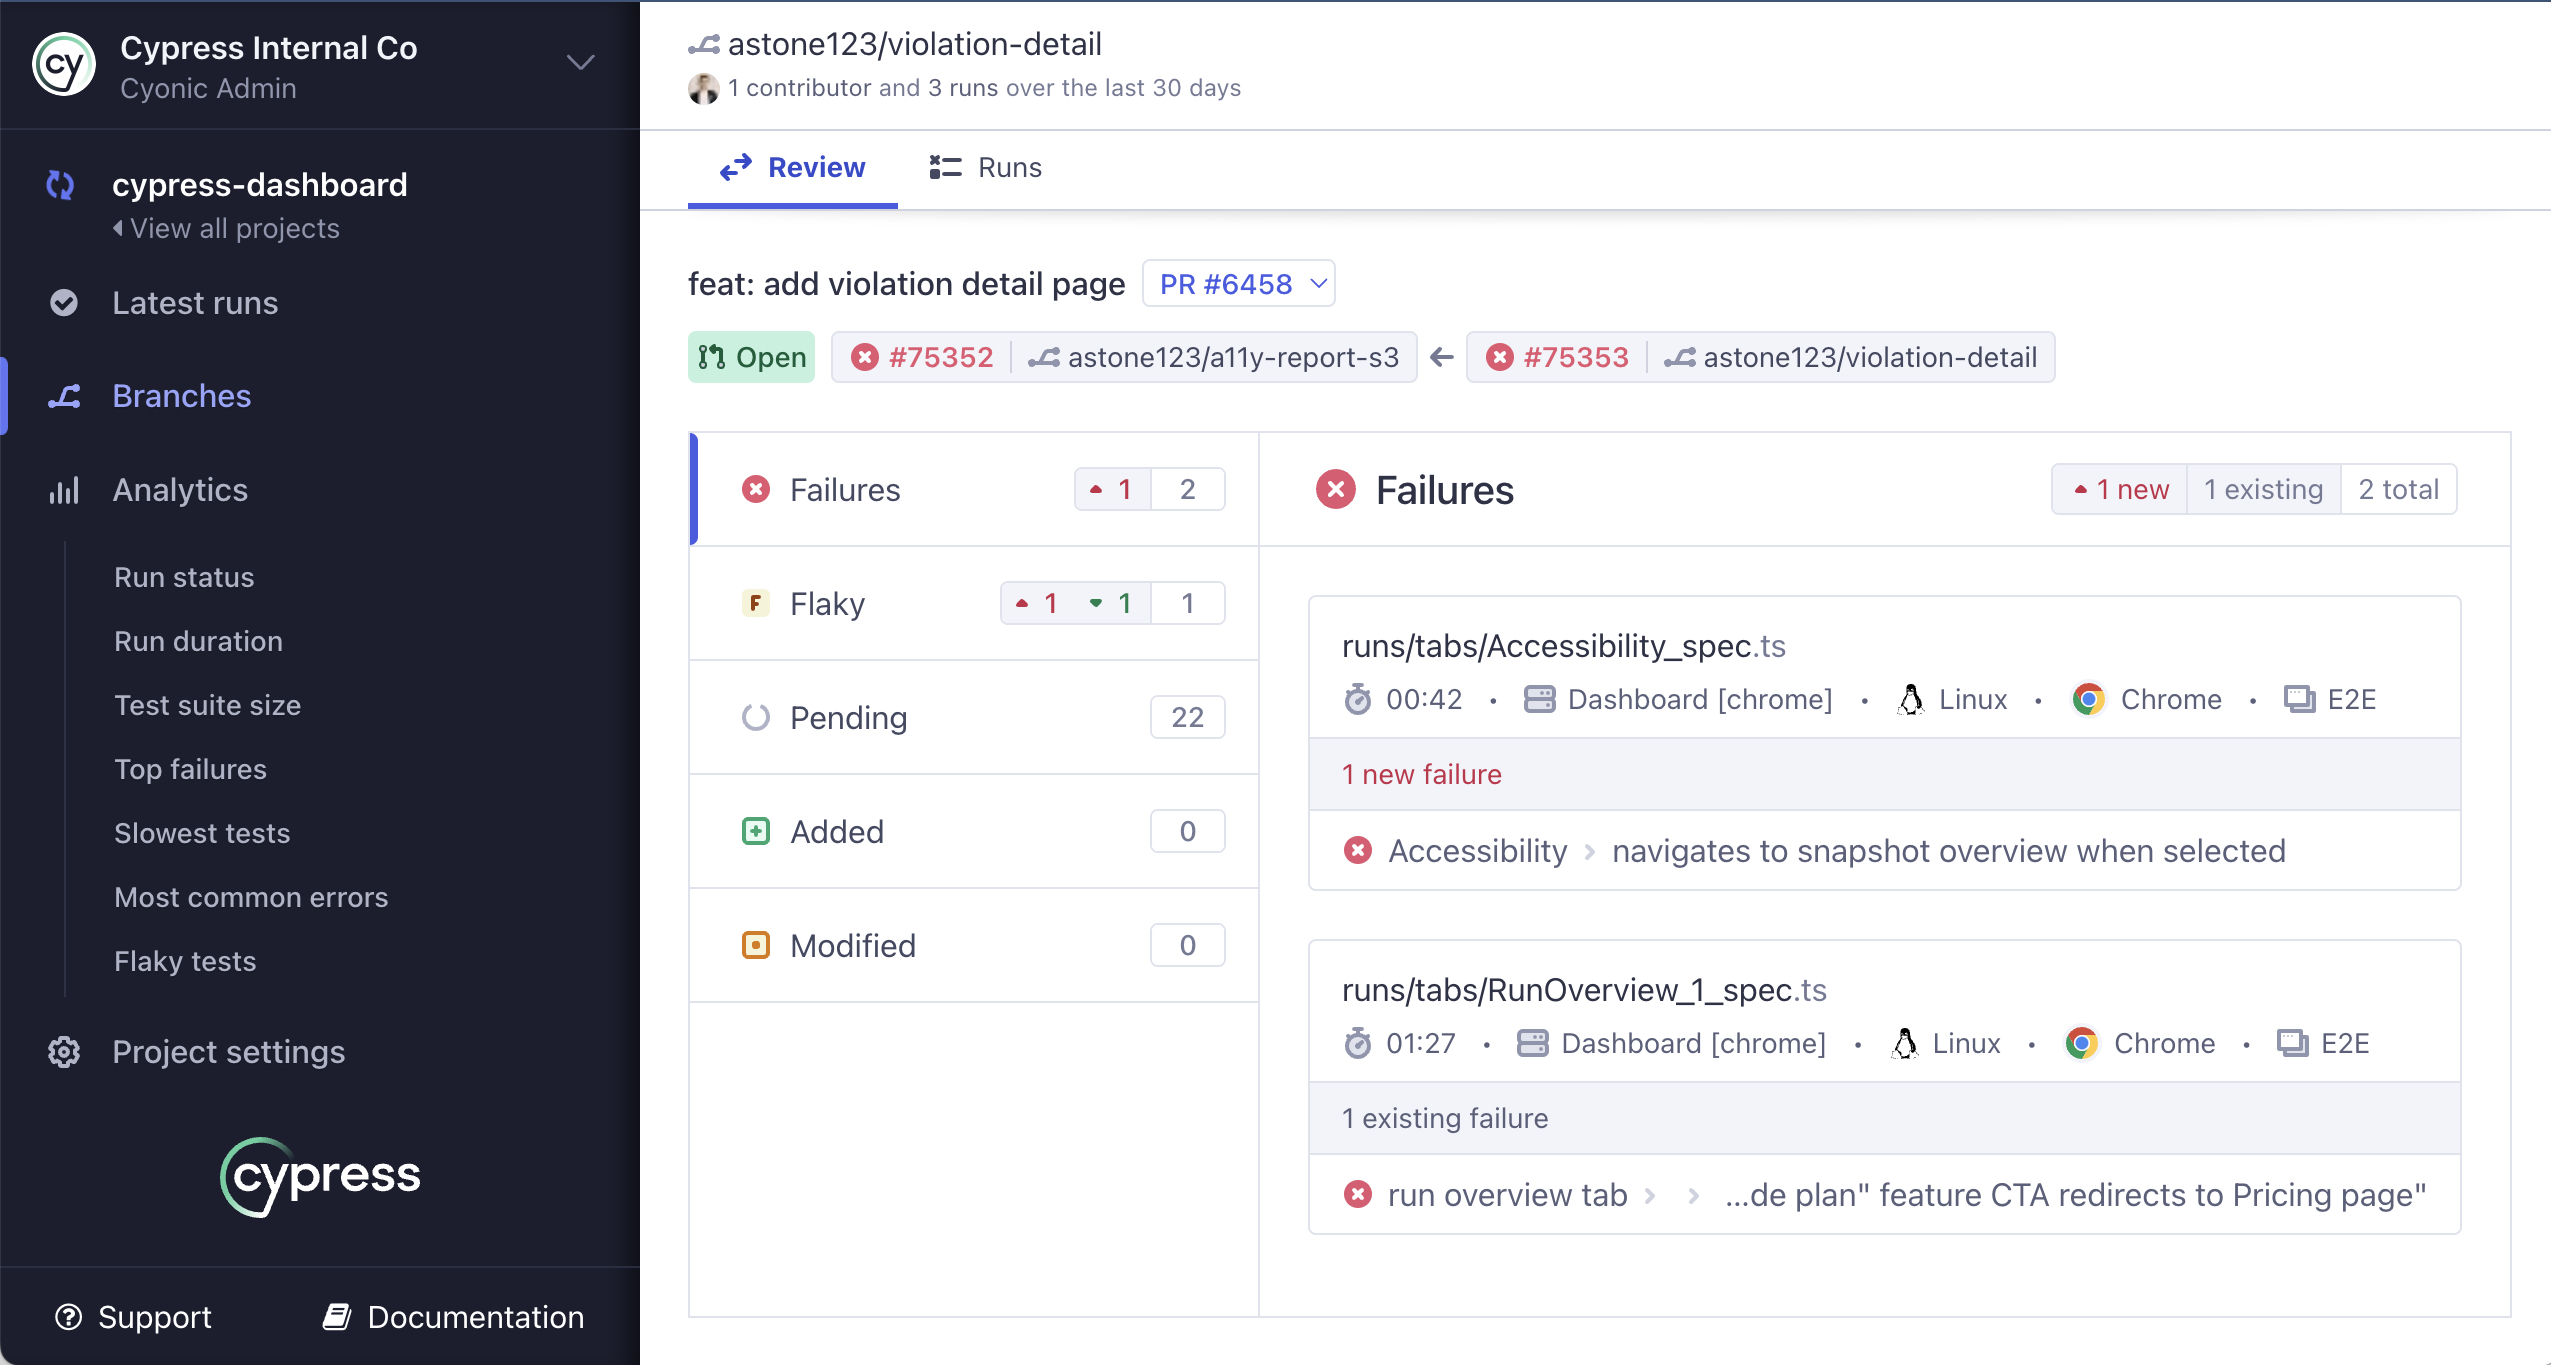 cy
Cypress Internal Co
Cyonic Admin
cypress-dashboard
View all projects
Latest runs
Branches
Analytics
Run status
Run duration
Test suite size
Top failures
Slowest tests
Most common errors
Flaky tests
Project settings
cypress
Support
Documentation
astone123/violation-detail
1 contributor and 3 runs over the last 30 days
Review
Runs
feat: add violation detail page
PR #6458
Open
#75352
astone123/a11y-report-s3
#75353
astone123/violation-detail
Failures
1
2
F
Flaky
1
1
1
Pending
22
Added
0
Modified
0
Failures
1 new
1 existing
2 total
runs/tabs/Accessibility_spec.ts
00:42 • Dashboard [chrome] • Linux • Chrome • E2E
1 new failure
Accessibility › navigates to snapshot overview when selected
runs/tabs/RunOverview_1_spec.ts
01:27 • Dashboard [chrome] • Linux • Chrome • E2E
1 existing failure
run overview tab › › ...de plan" feature CTA redirects to Pricing page"